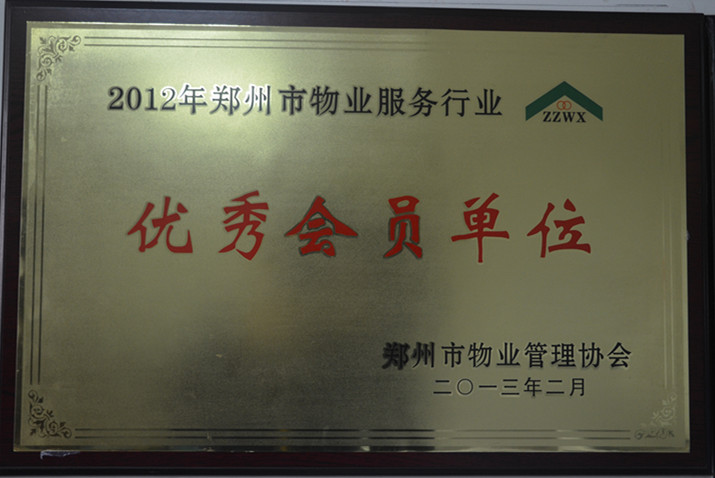 2012年郑州市物业服务行业
ZZWX
优秀会员单位
郑州市物业管理协会
二〇一三年二月